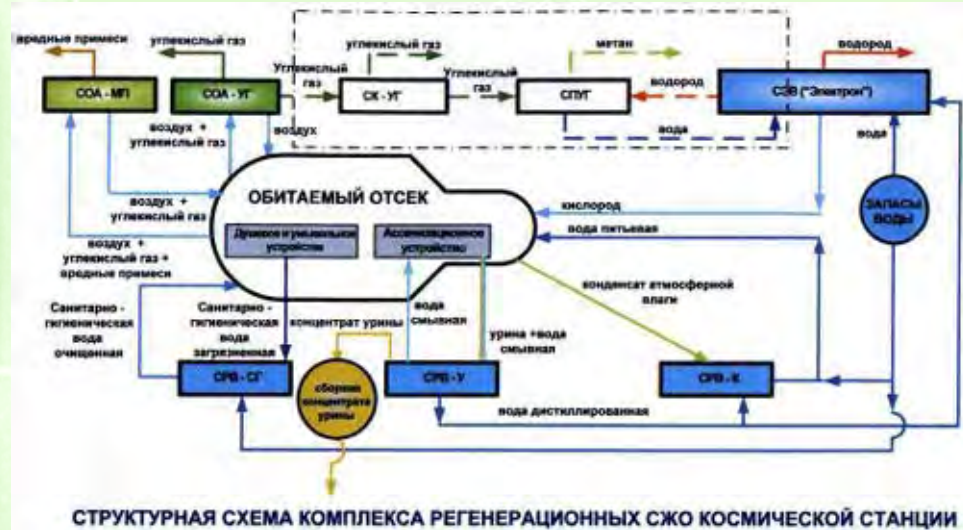 вредные примеси
углекислый газ
углекислый газ
метан
водород
СОА - МП
СОА - УГ
Углекислый
газ
СК - УГ
Углекислый
газ
СПУГ
водород
СЭВ ("Электрон")
воздух +
углекислый газ
воздух
вода
вода
ОБИТАЕМЫЙ ОТСЕК
ЗАПАСЫ
ВОДЫ
воздух +
углекислый газ
кислород
Душевое и умывальное
устройства
Ассенизационное
устройство
вода питьевая
воздух +
углекислый газ +
вредные примеси
конденсат атмосферной
влаги
Санитарно -
гигиеническая
вода
очищенная
Санитарно -
гигиеническая
вода
загрязненная
концентрат урины
вода
смывная
урина +вода
смывная
СРВ - СГ
сборник
концентрата
урины
СРВ - У
СРВ - К
вода дистиллированная
СТРУКТУРНАЯ СХЕМА КОМПЛЕКСА РЕГЕНЕРАЦИОННЫХ СЖО КОСМИЧЕСКОЙ СТАНЦИИ